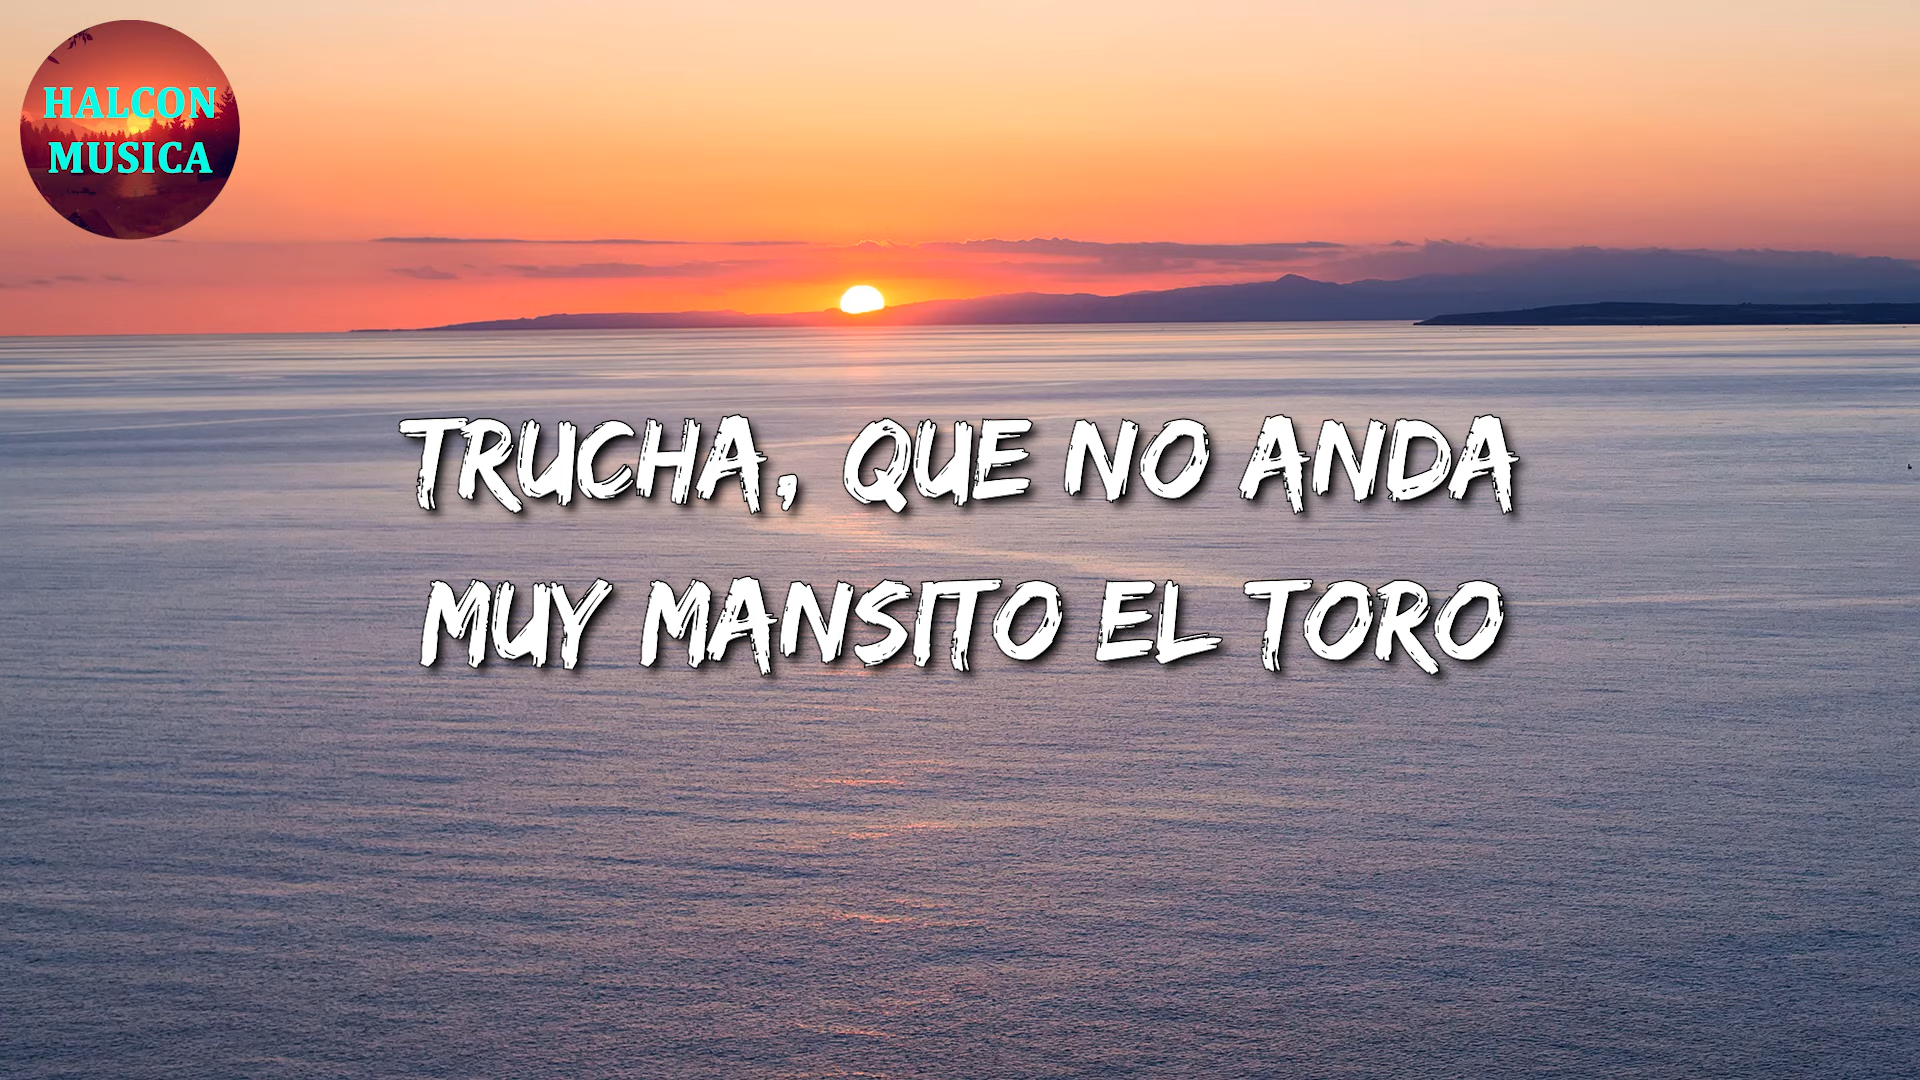 HALCON
MUSICA
TRUCHA, QUE NO ANDA
MUY MANSITO EL TORO